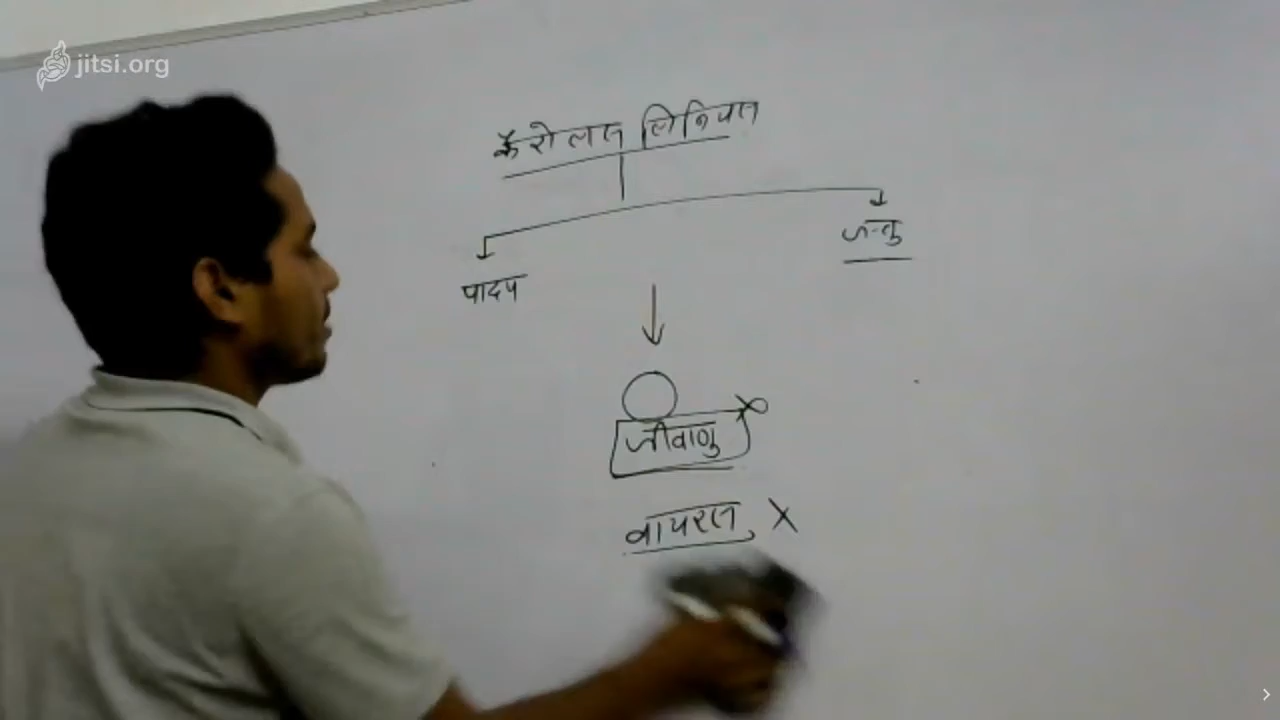 jitsi.org
कैरोलस लिनियस
पादप
जन्तु
जीवाणु
वायरस X